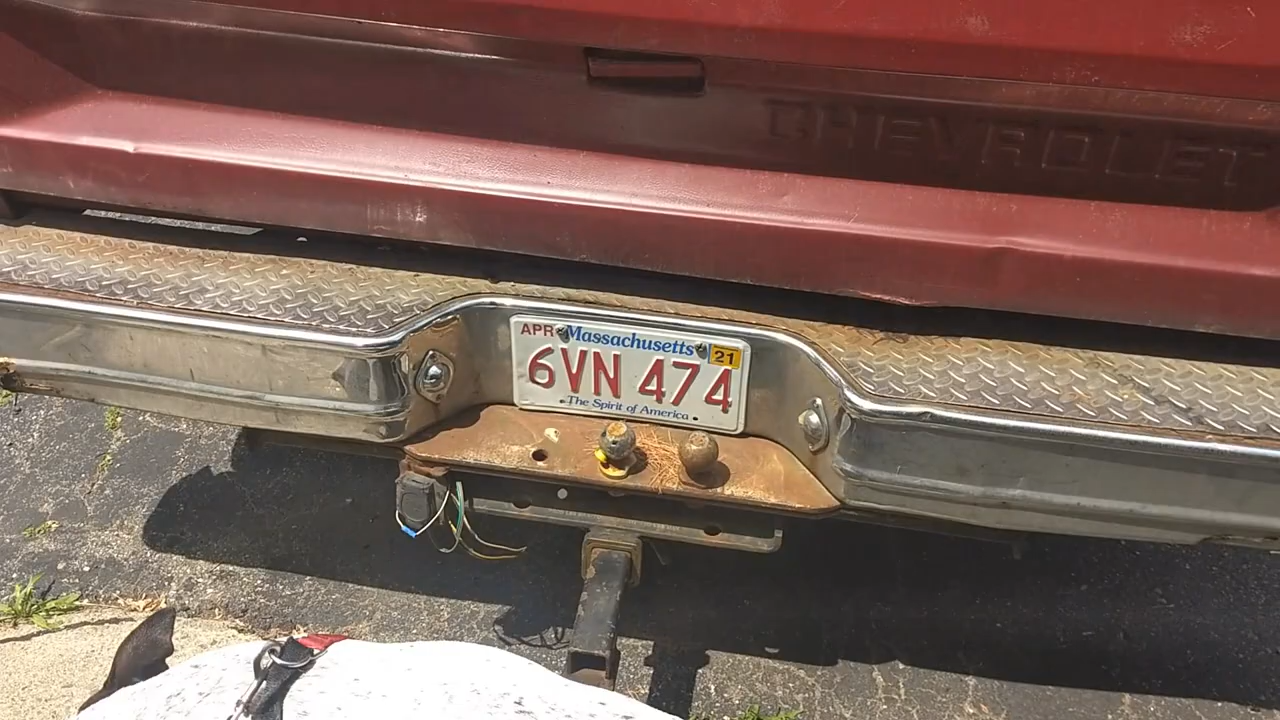 CHEVROLET
APR Massachusetts 21
6VN 474
The Spirit of America